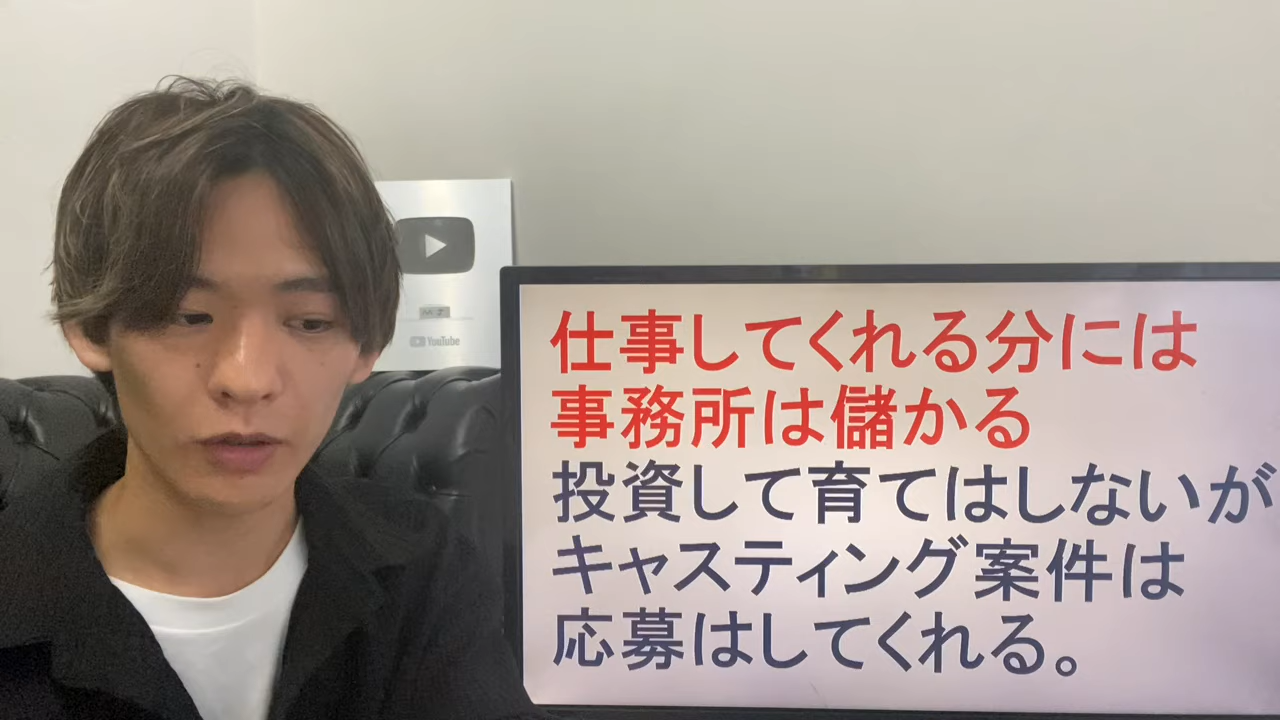 YouTube
仕事してくれる分には
事務所は儲かる
投資して育てはしないが
キャスティング案件は
応募はしてくれる。